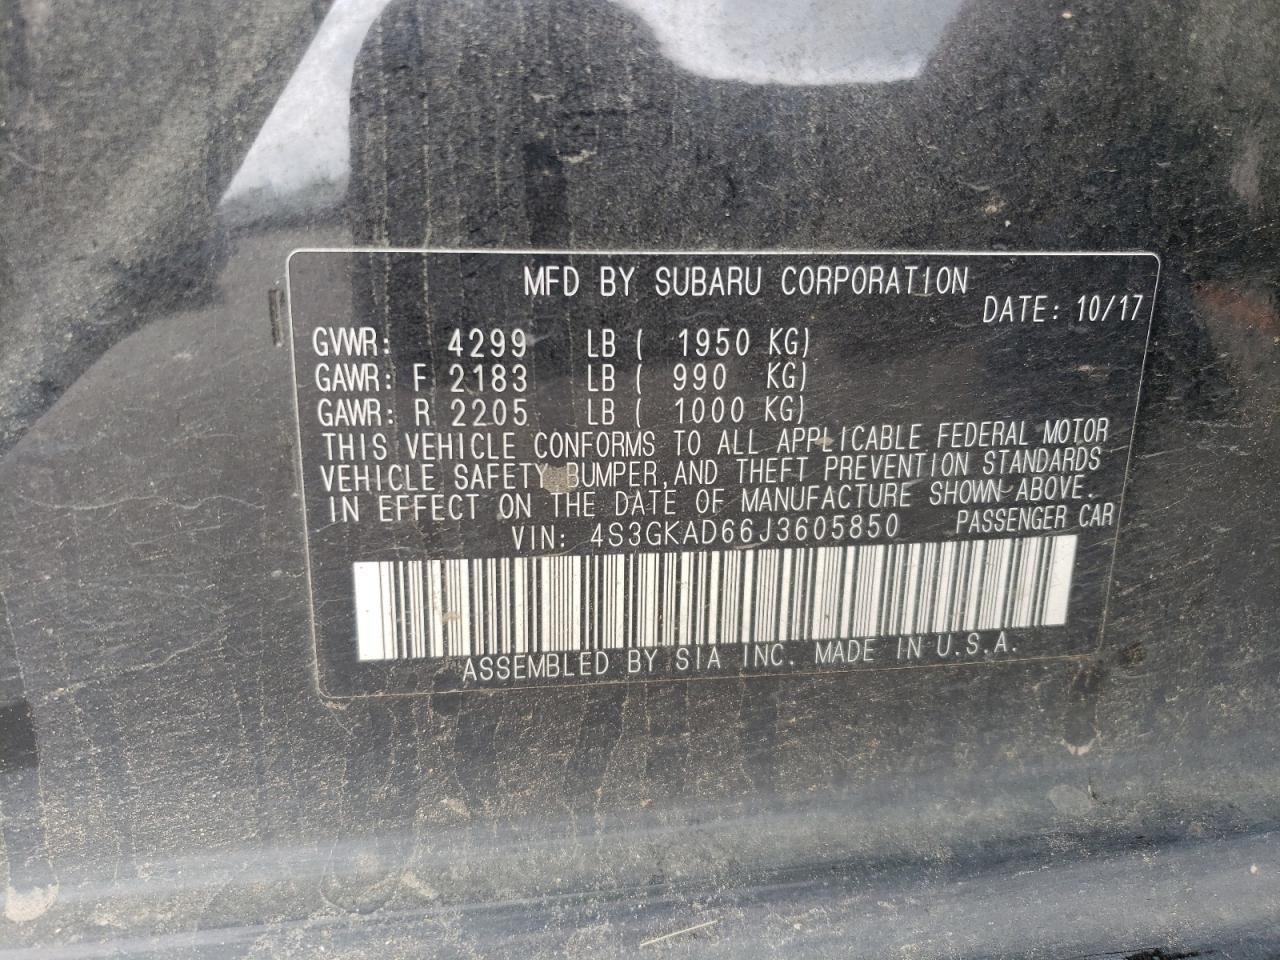 MFD BY SUBARU CORPORATION
DATE: 10/17
GVWR: 4299 LB ( 1950 KG)
GAWR: F 2183 LB ( 990 KG)
GAWR: R 2205 LB ( 1000 KG)
THIS VEHICLE CONFORMS TO ALL APPLICABLE FEDERAL MOTOR
VEHICLE SAFETY, BUMPER, AND THEFT PREVENTION STANDARDS
IN EFFECT ON THE DATE OF MANUFACTURE SHOWN ABOVE.
VIN: 4S3GKAD66J3605850 PASSENGER CAR
ASSEMBLED BY SIA INC. MADE IN U.S.A.